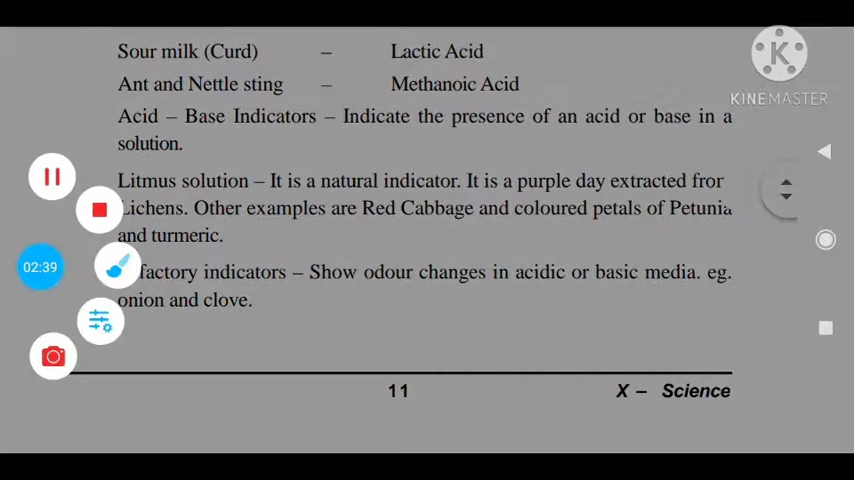 Sour milk (Curd) – Lactic Acid
Ant and Nettle sting – Methanoic Acid
KINEMASTER
Acid – Base Indicators – Indicate the presence of an acid or base in a
solution.
Litmus solution – It is a natural indicator. It is a purple day extracted from
Lichens. Other examples are Red Cabbage and coloured petals of Petunia
and turmeric.
factory indicators – Show odour changes in acidic or basic media. eg.
onion and clove.
02:39
11 X – Science